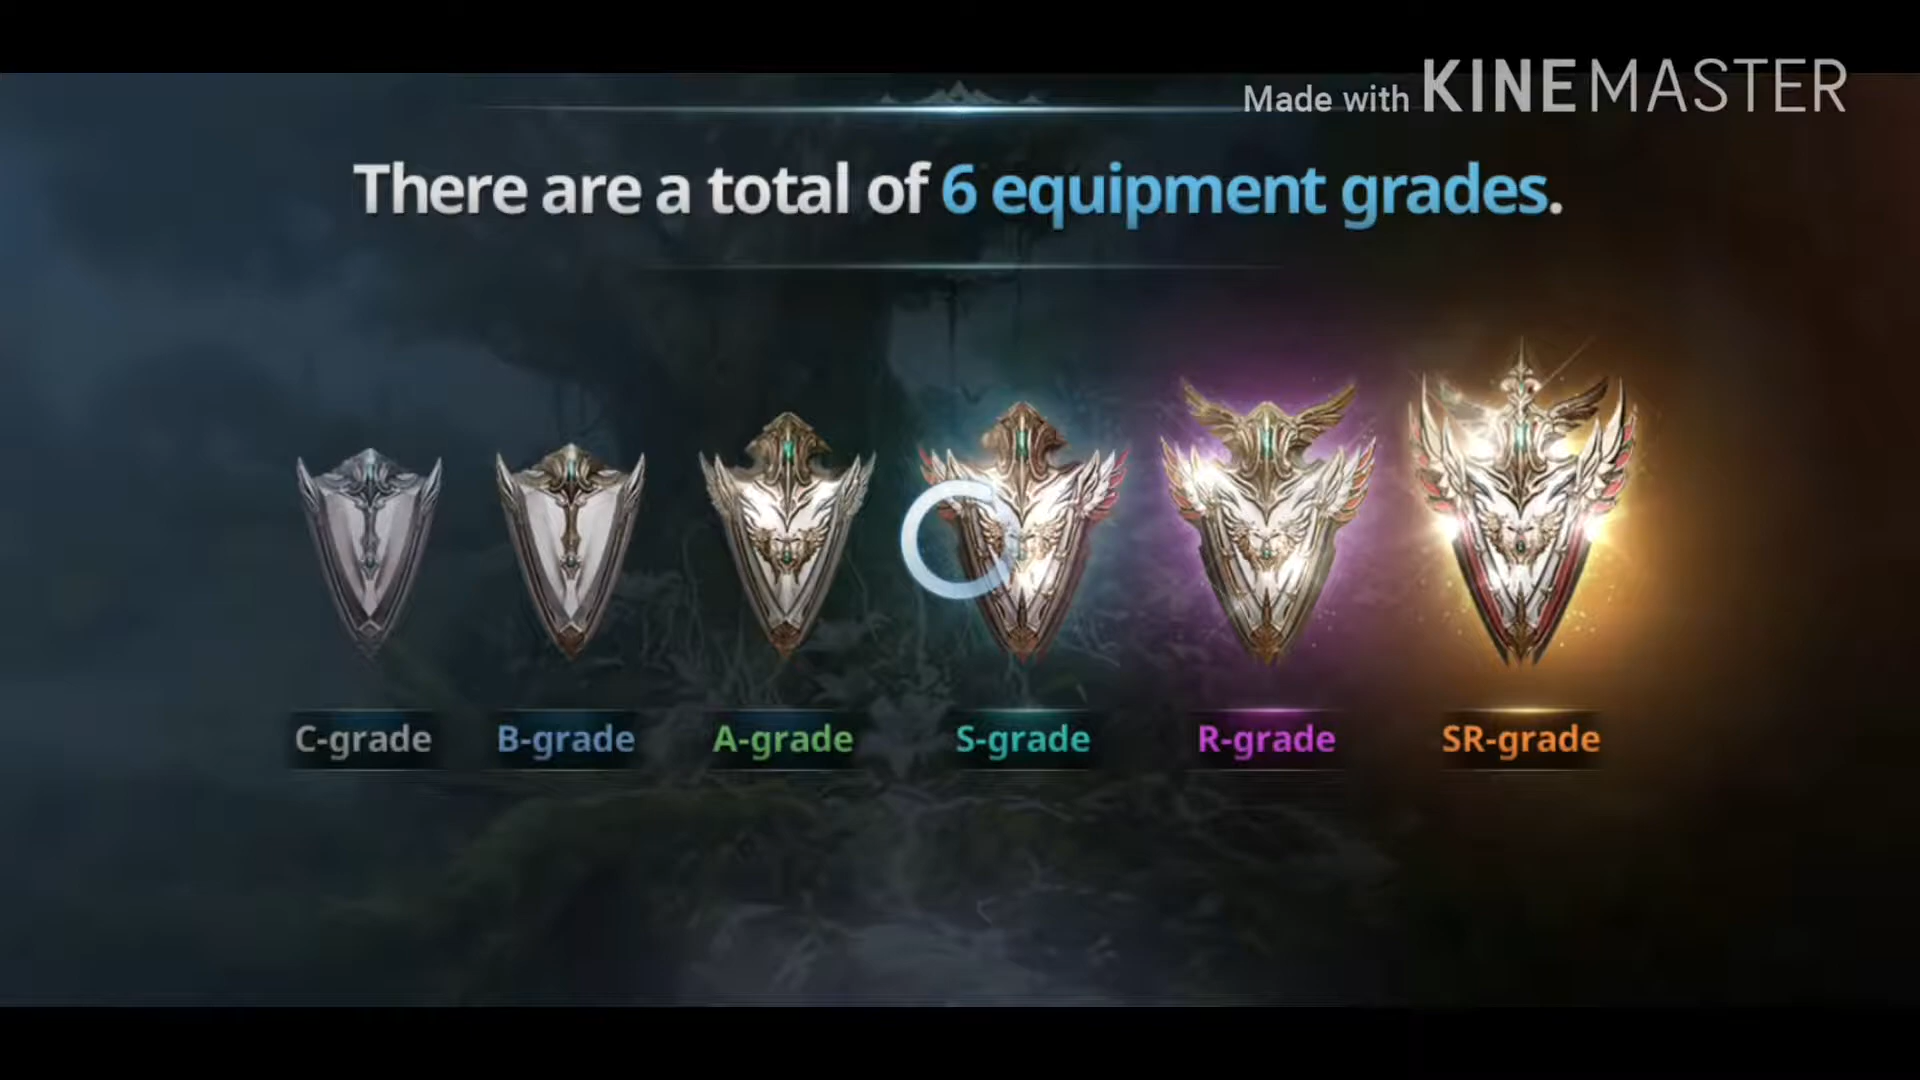 Made with KINEMASTER
There are a total of 6 equipment grades.
C-grade B-grade A-grade S-grade R-grade SR-grade